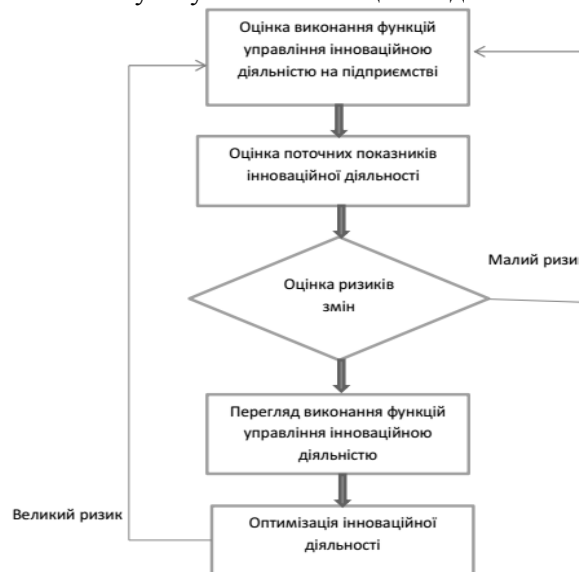 Оцінка виконання функцій
управління інноваційною
діяльністю на підприємстві
Оцінка поточних показників
інноваційної діяльності
Оцінка ризиків
змін
Малий ризик
Перегляд виконання функцій
управління інноваційною
діяльністю
Великий ризик
Оптимізація інноваційної
діяльності